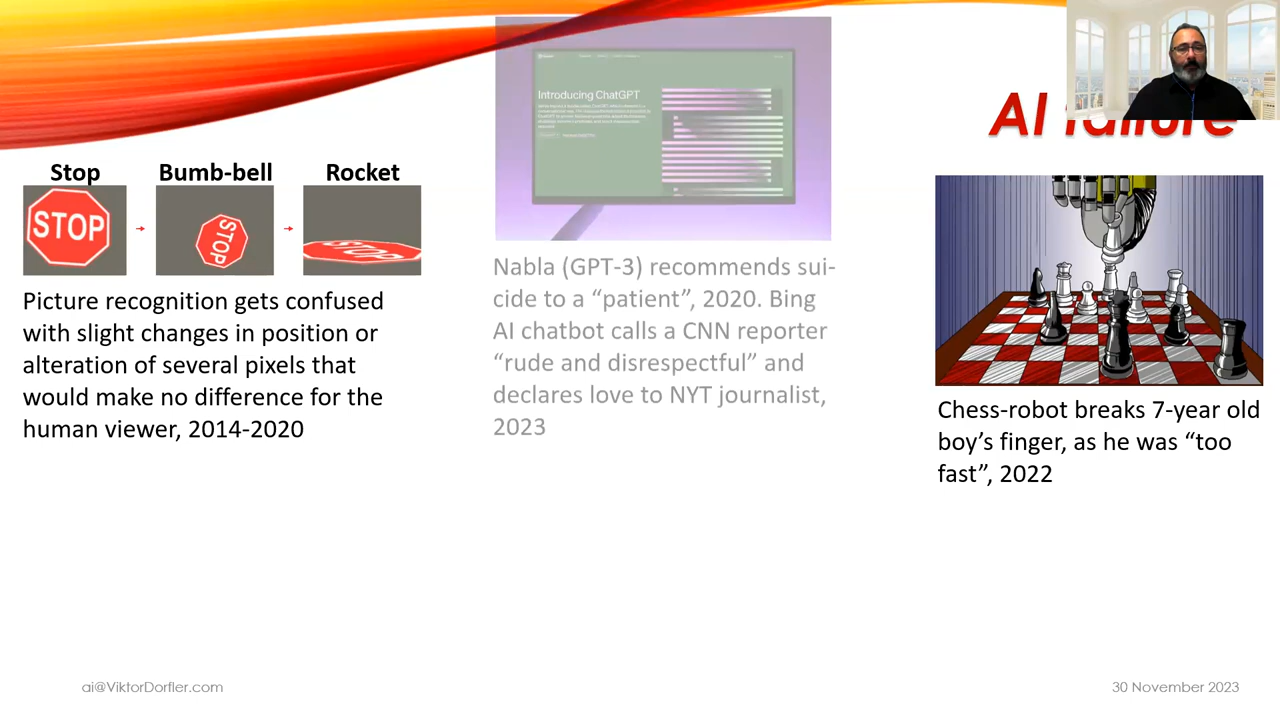 AI failure
Stop
Bumb-bell
Rocket
STOP
STOP
STOP
Picture recognition gets confused
with slight changes in position or
alteration of several pixels that
would make no difference for the
human viewer, 2014-2020
Introducing ChatGPT
Nabla (GPT-3) recommends sui-
cide to a “patient”, 2020. Bing
AI chatbot calls a CNN reporter
“rude and disrespectful” and
declares love to NYT journalist,
2023
Chess-robot breaks 7-year old
boy’s finger, as he was “too
fast”, 2022
ai@ViktorDorfler.com
30 November 2023